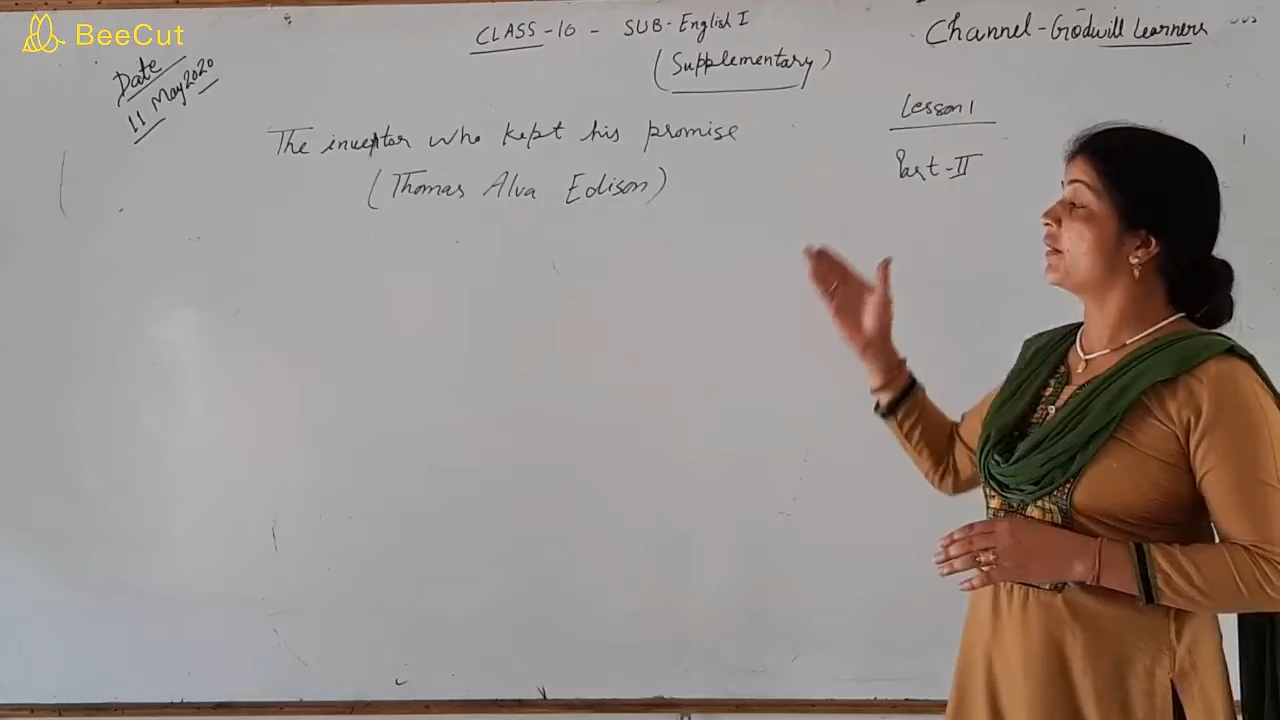 BeeCut
CLASS-10 - SUB-English I
(Supplementary)
Channel-Godwill Learners
Date
11 May 2020
Lesson 1
Part-II
The inventor who kept his promise
(Thomas Alva Edison)